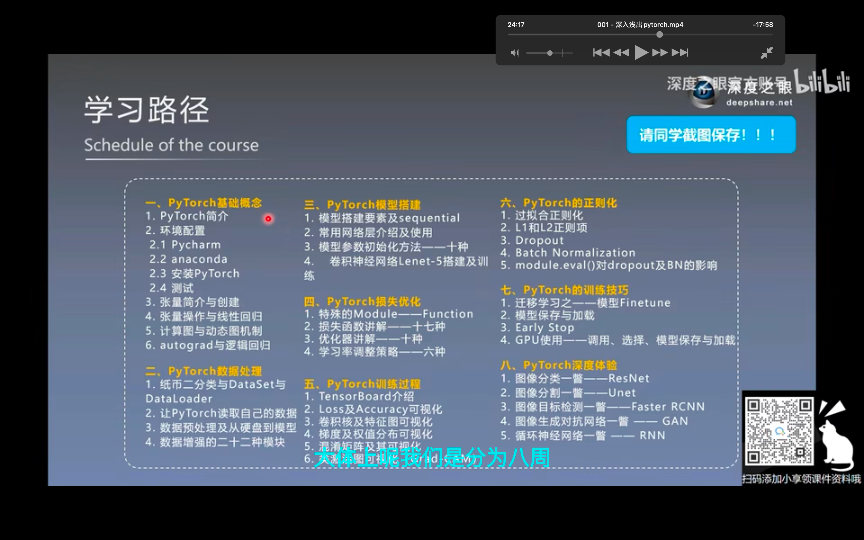 24:17
001 - 深入浅出pytorch.mp4
-17:58
bilibili
深度之眼官方账号
深度之眼
deepshare.net
学习路径
Schedule of the course
请同学截图保存！！！
一、PyTorch基础概念
1. PyTorch简介
2. 环境配置
2.1 Pycharm
2.2 anaconda
2.3 安装PyTorch
2.4 测试
3. 张量简介与创建
4. 张量操作与线性回归
5. 计算图与动态图机制
6. autograd与逻辑回归
二、PyTorch数据处理
1. 纸币二分类与DataSet与
DataLoader
2. 让PyTorch读取自己的数据
3. 数据预处理及从硬盘到模型
4. 数据增强的二十二种模块
三、PyTorch模型搭建
1. 模型搭建要素及sequential
2. 常用网络层介绍及使用
3. 模型参数初始化方法——十种
4. 卷积神经网络Lenet-5搭建及训
练
四、PyTorch损失优化
1. 特殊的Module——Function
2. 损失函数讲解——十七种
3. 优化器讲解——十种
4. 学习率调整策略——六种
五、PyTorch训练过程
1. TensorBoard介绍
2. Loss及Accuracy可视化
3. 卷积核及特征图可视化
4. 梯度及权值分布可视化
5. 混淆矩阵及其可视化
六、PyTorch的正则化
1. 过拟合正则化
2. L1和L2正则项
3. Dropout
4. Batch Normalization
5. module.eval()对dropout及BN的影响
七、PyTorch的训练技巧
1. 迁移学习之——模型Finetune
2. 模型保存与加载
3. Early Stop
4. GPU使用——调用、选择、模型保存与加载
八、PyTorch深度体验
1. 图像分类一瞥——ResNet
2. 图像分割一瞥——Unet
3. 图像目标检测一瞥——Faster RCNN
4. 图像生成对抗网络一瞥 —— GAN
5. 循环神经网络一瞥 —— RNN
大体上呢我们是分为八周
扫码添加小享领课件资料哦